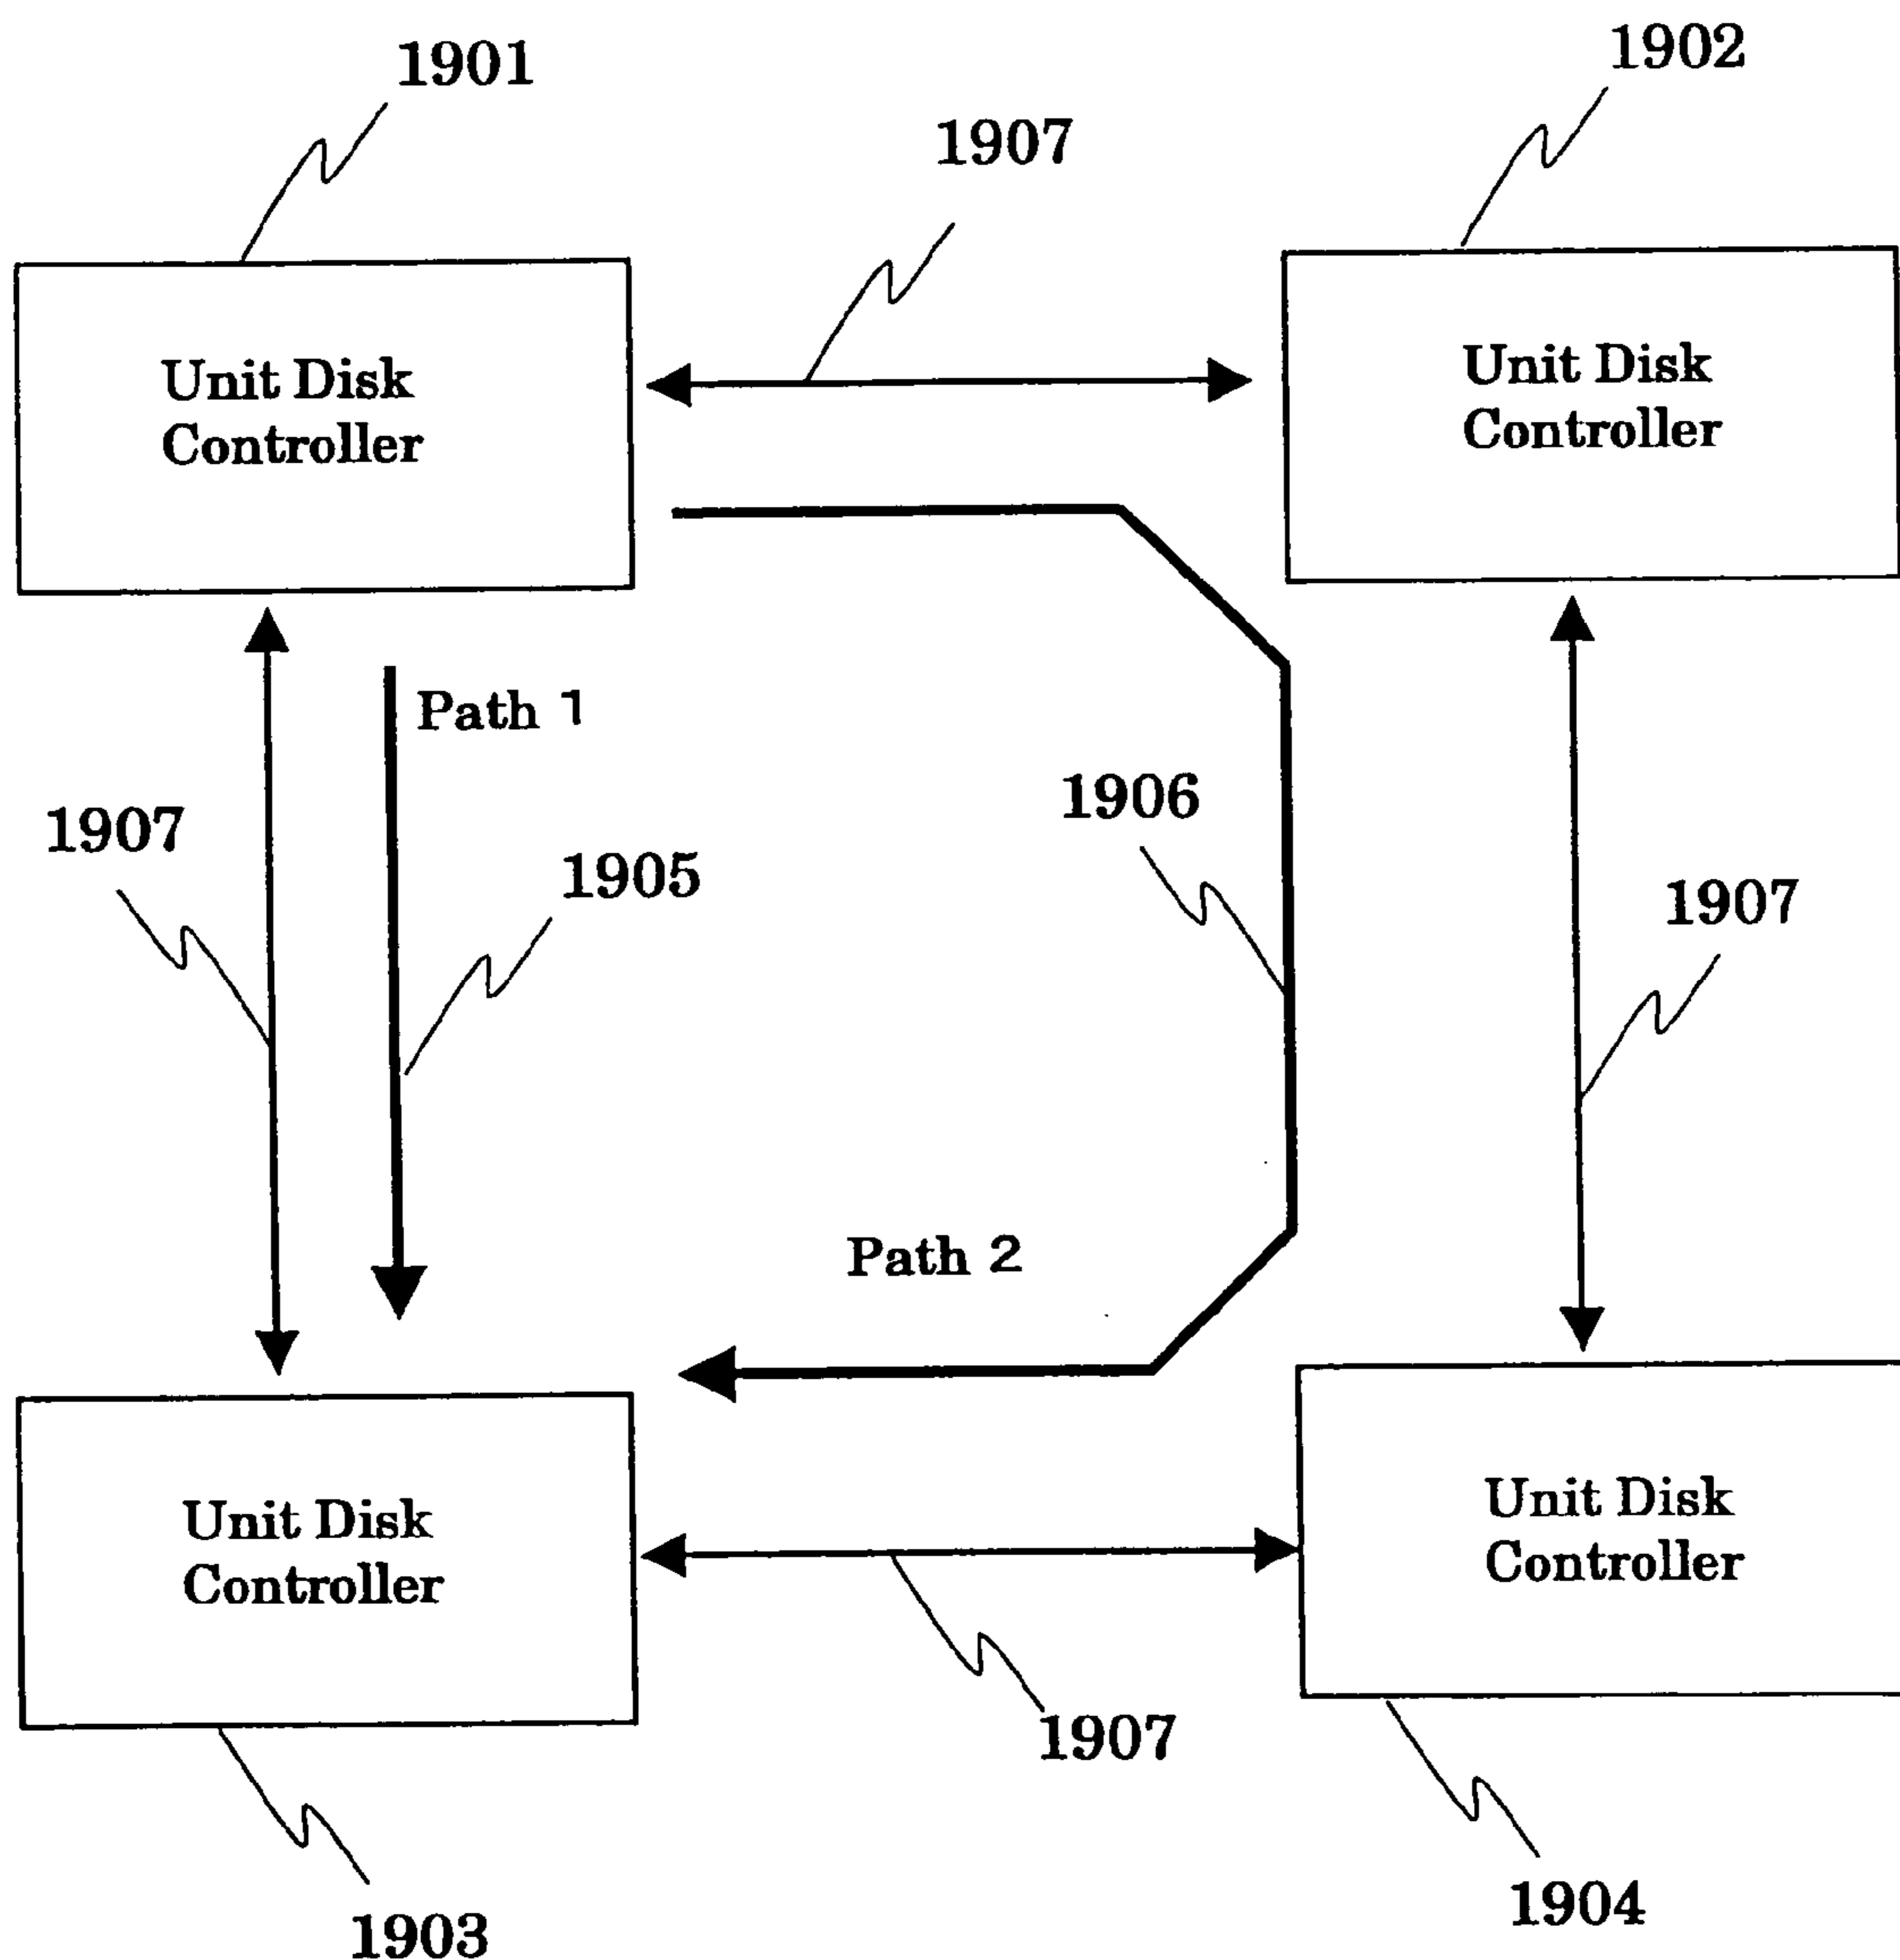 1901
1902
1907
Unit Disk
Controller
Unit Disk
Controller
Path 1
1906
1907
1905
1907
Path 2
Unit Disk
Controller
Unit Disk
Controller
1907
1903
1904